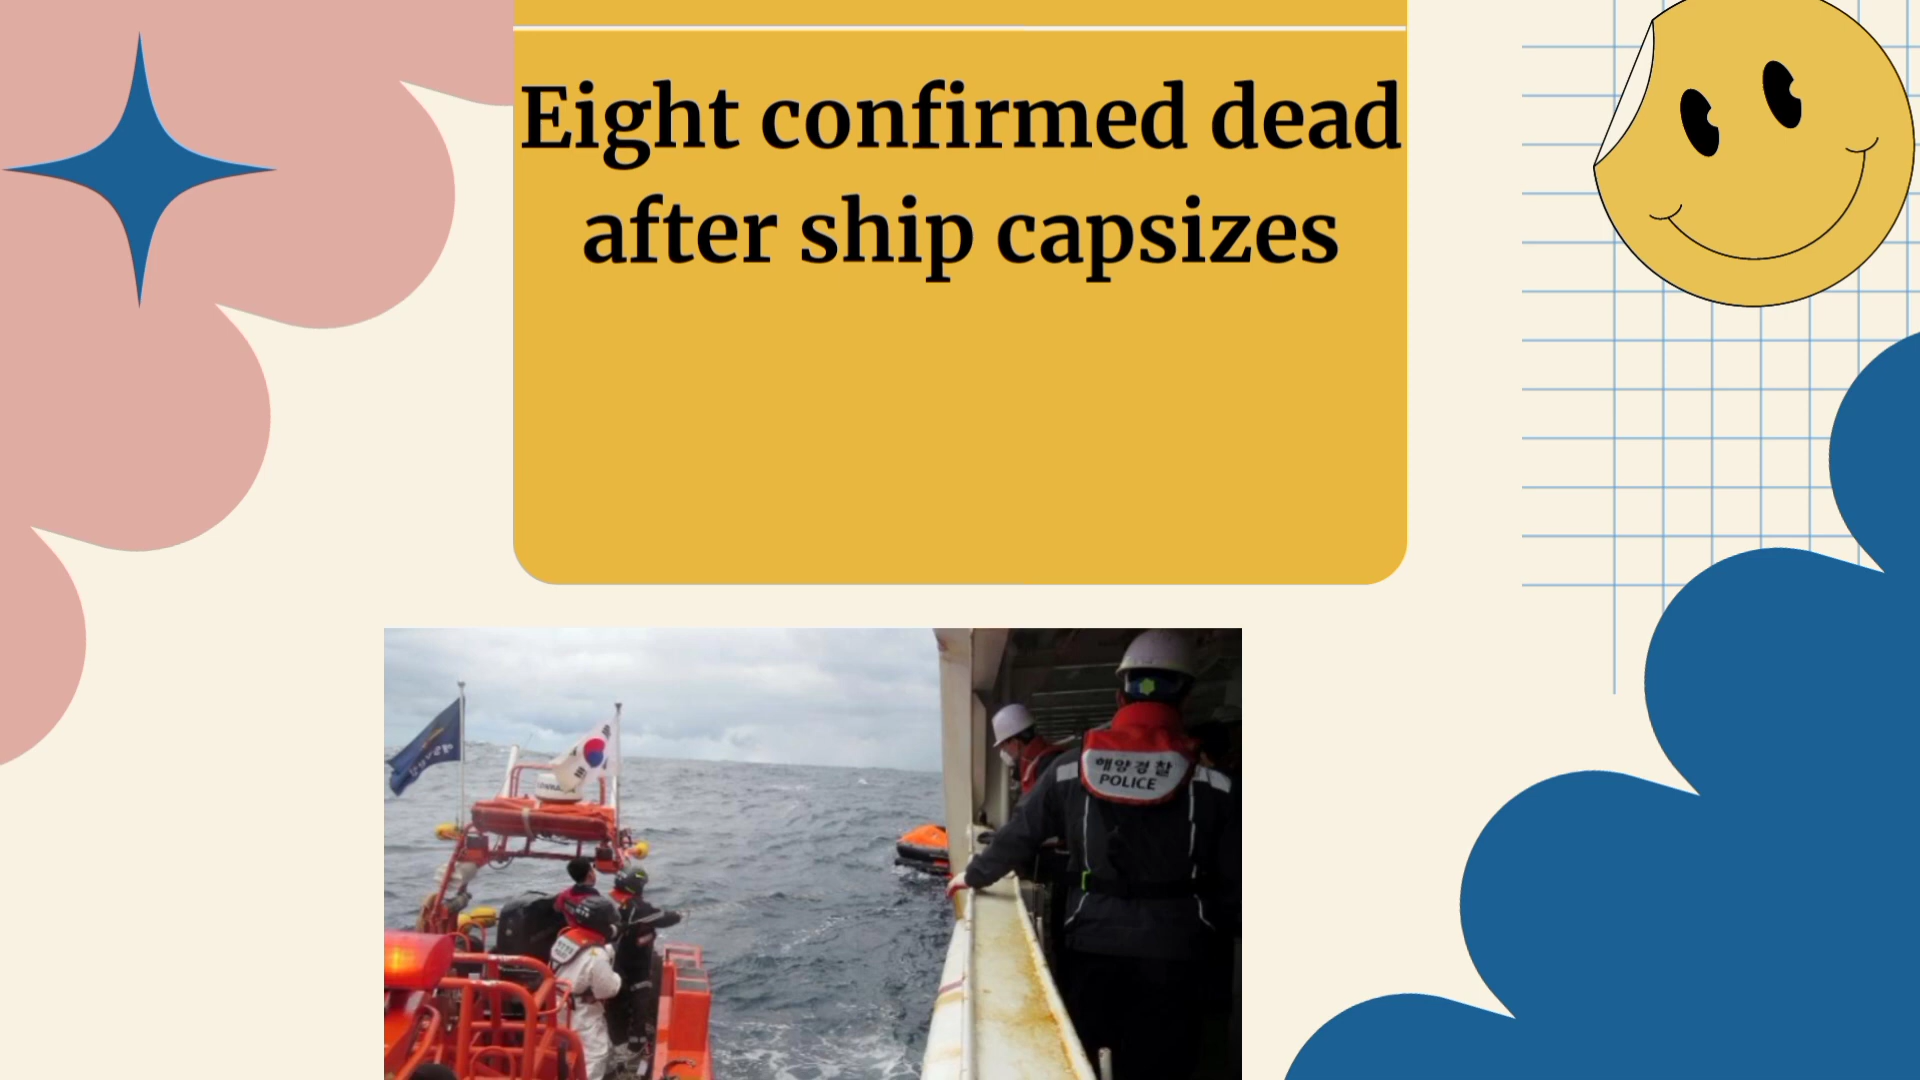 Eight confirmed dead
after ship capsizes
해양경찰
POLICE